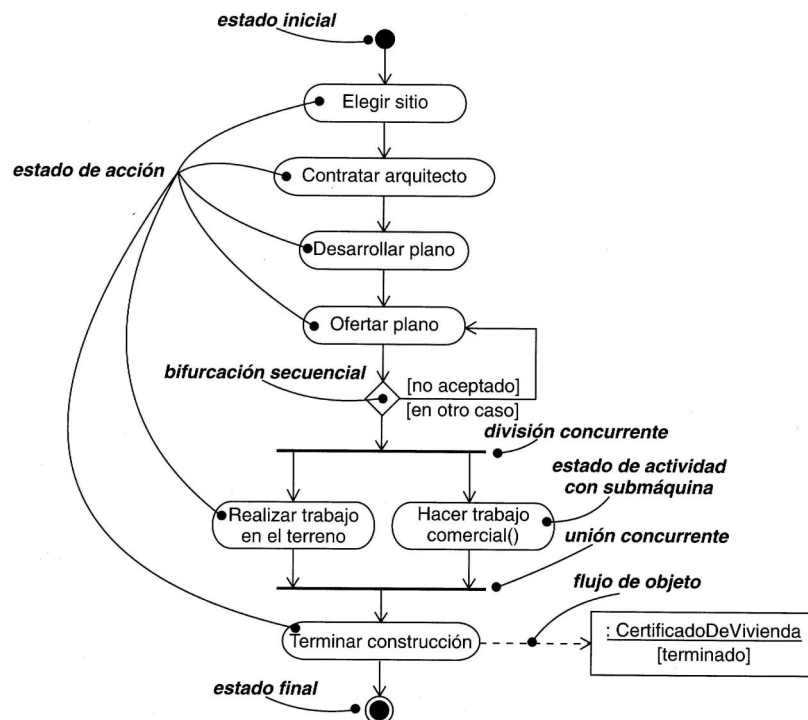 estado inicial
Elegir sitio
estado de acción
Contratar arquitecto
Desarrollar plano
Ofertar plano
bifurcación secuencial
[no aceptado]
[en otro caso]
división concurrente
estado de actividad
con submáquina
Realizar trabajo
en el terreno
Hacer trabajo
comercial()
unión concurrente
flujo de objeto
Terminar construcción
: CertificadoDeVivienda
[terminado]
estado final